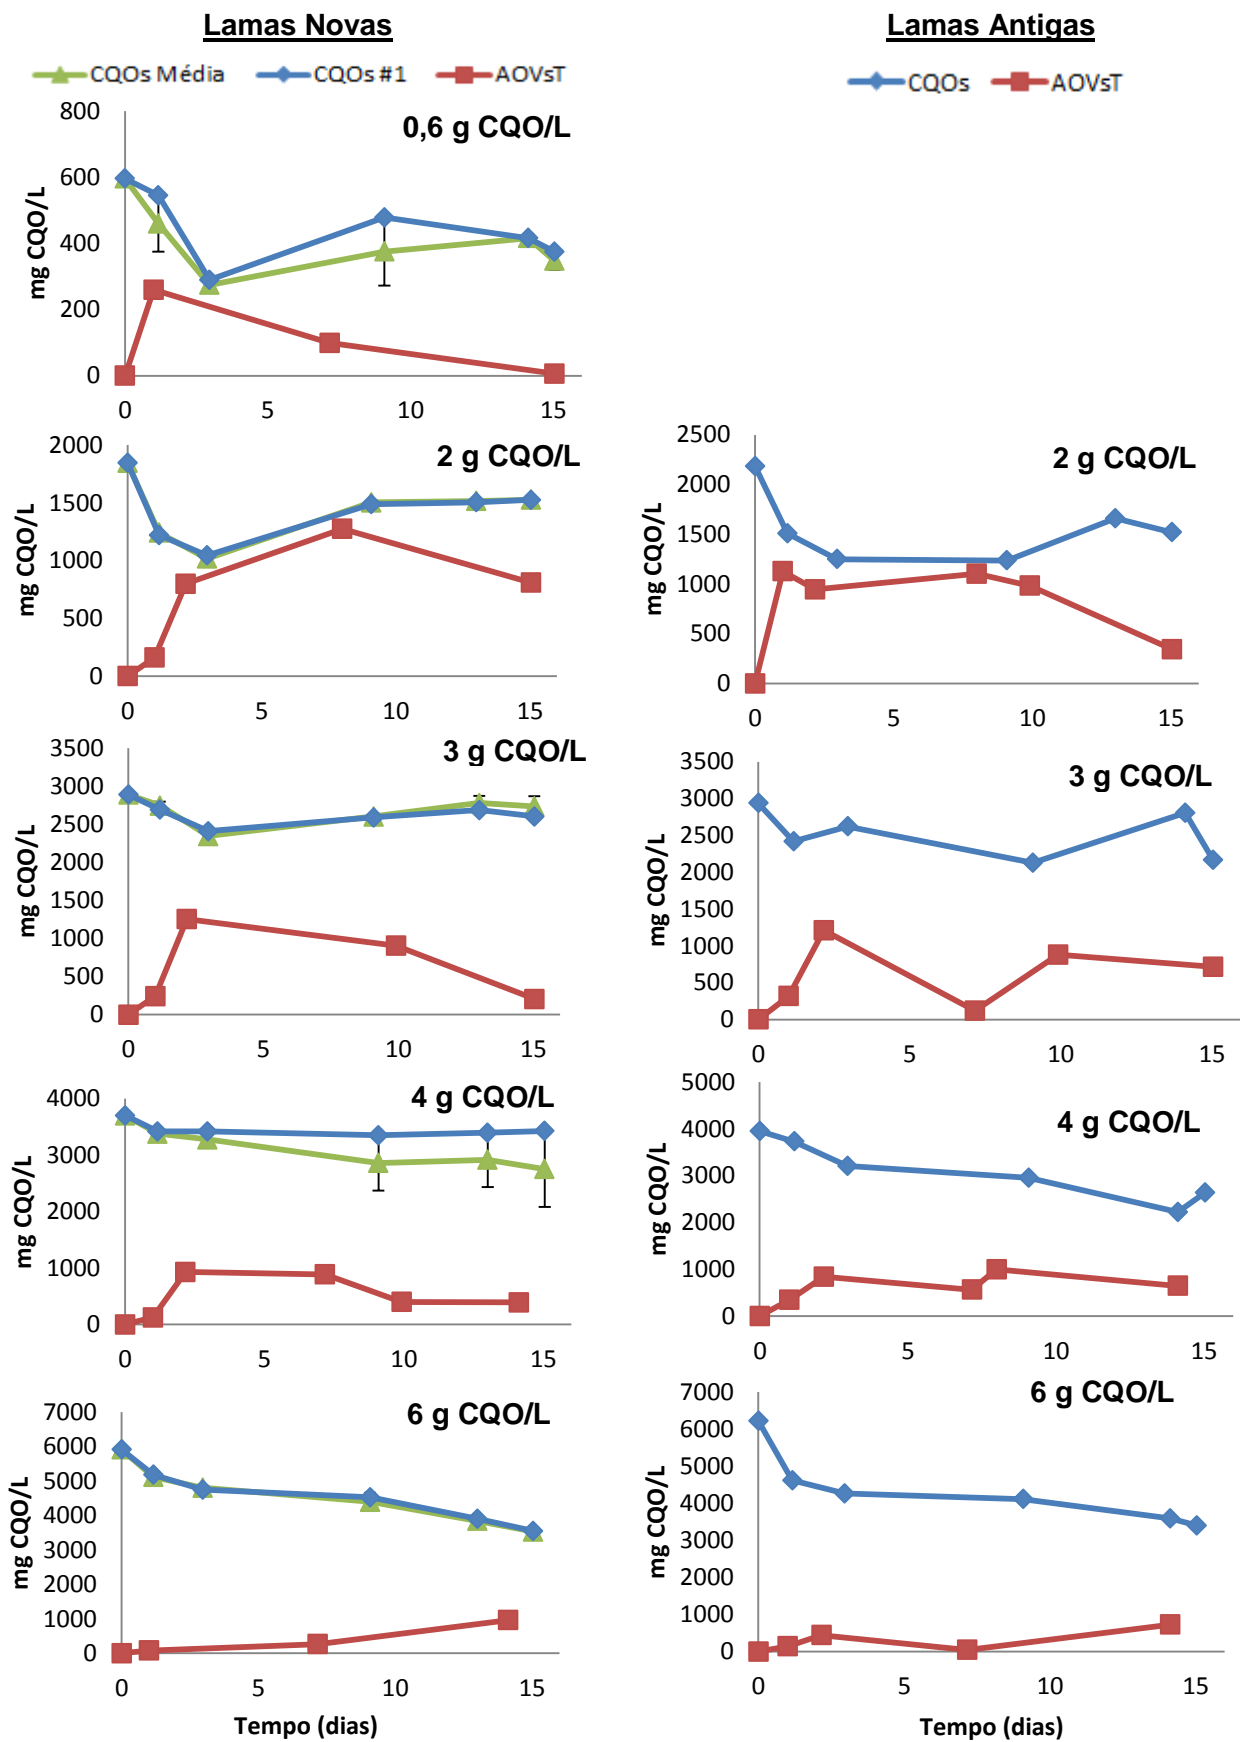 Lamas Novas
Lamas Antigas
CQOs Média CQOs #1 AOVsT
CQOs AOVsT
0,6 g CQO/L
mg CQO/L
800
600
400
200
0
0 5 10 15
2 g CQO/L
mg CQO/L
2000
1500
1000
500
0
0 5 10 15
2 g CQO/L
mg CQO/L
2500
2000
1500
1000
500
0
0 5 10 15
3 g CQO/L
mg CQO/L
3500
3000
2500
2000
1500
1000
500
0
0 5 10 15
3 g CQO/L
mg CQO/L
3500
3000
2500
2000
1500
1000
500
0
0 5 10 15
4 g CQO/L
mg CQO/L
4000
3000
2000
1000
0
0 5 10 15
4 g CQO/L
mg CQO/L
5000
4000
3000
2000
1000
0
0 5 10 15
6 g CQO/L
mg CQO/L
7000
6000
5000
4000
3000
2000
1000
0
0 5 10 15
Tempo (dias)
6 g CQO/L
mg CQO/L
7000
6000
5000
4000
3000
2000
1000
0
0 5 10 15
Tempo (dias)